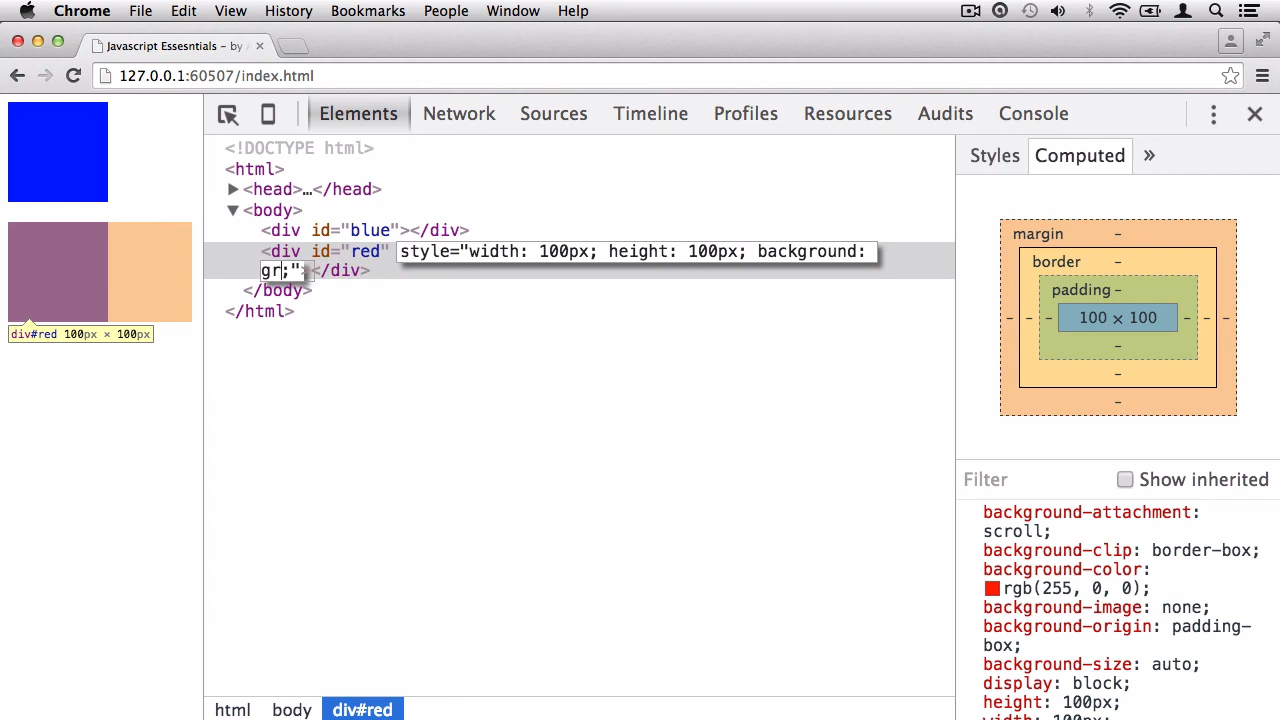 Chrome File Edit View History Bookmarks People Window Help
Javascript Essesntials – by
127.0.0.1:60507/index.html
Elements Network Sources Timeline Profiles Resources Audits Console
<!DOCTYPE html>
<html>
<head>…</head>
<body>
<div id="blue"></div>
<div id="red" style="width: 100px; height: 100px; background:
gr;"></div>
</body>
</html>
div#red 100px × 100px
html body div#red
Styles Computed »
margin –
border –
padding –
– – – 100 × 100 – – –
–
–
–
Filter Show inherited
background-attachment:
scroll;
background-clip: border-box;
background-color:
rgb(255, 0, 0);
background-image: none;
background-origin: padding-
box;
background-size: auto;
display: block;
height: 100px;
width: 100px;